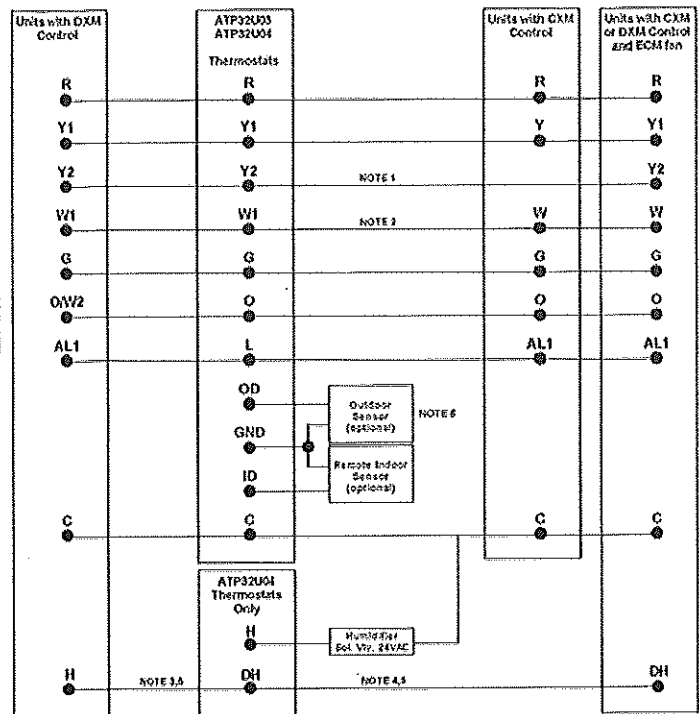 Units with DXM
Control
ATP32U03
ATP32U04
Thermostats
Units with CXM
Control
Units with CXM
or DXM Control
and ECM fan
R
R
R
R
Y1
Y1
Y
Y1
Y2
Y2
NOTE 1
Y2
W1
W1
NOTE 2
W
W
G
G
G
G
O/W2
O
O
O
AL1
L
AL1
AL1
OD
Outdoor
Sensor
(optional)
NOTE 6
GND
Remote Indoor
Sensor
(optional)
ID
C
C
C
C
ATP32U04
Thermostats
Only
H
Humidifier
Sol. Vlv. 24VAC
H
NOTE 3,5
DH
NOTE 4,5
DH